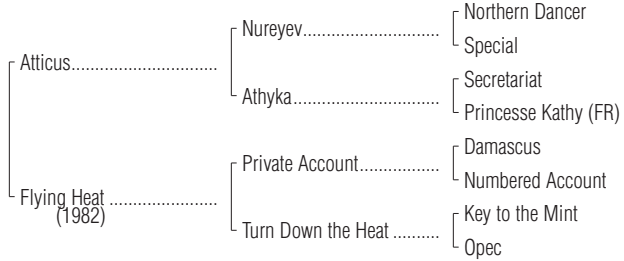 Northern Dancer
Nureyev..............................
Special
Atticus................................
Secretariat
Athyka................................
Princesse Kathy (FR)
Damascus
Private Account.................
Numbered Account
Flying Heat .......................
(1982)
Key to the Mint
Turn Down the Heat ..........
Opec